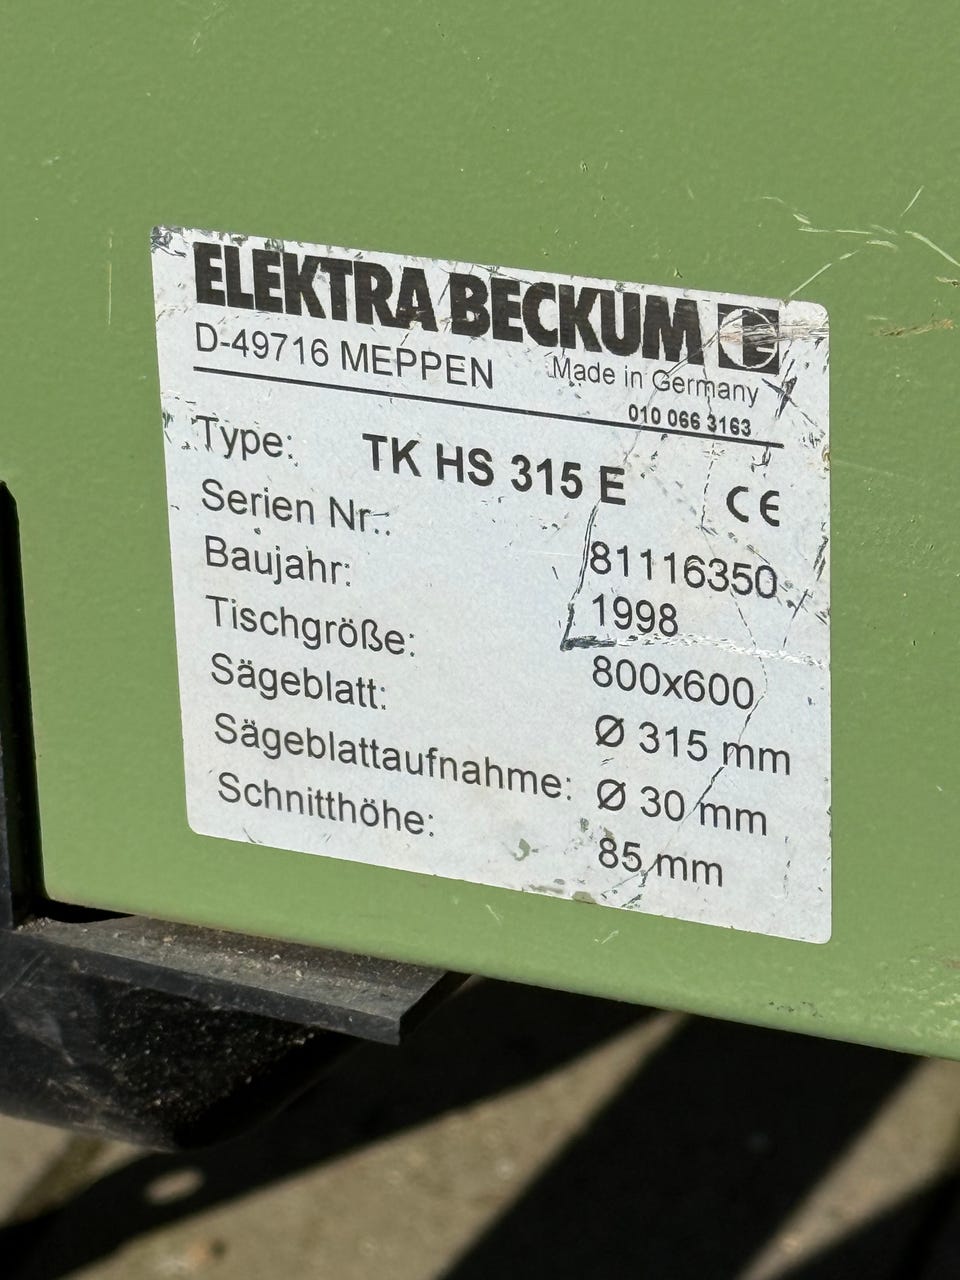 ELEKTRA BECKUM
D-49716 MEPPEN Made in Germany
010 066 3163
Type: TK HS 315 E CE
Serien Nr.: 81116350
Baujahr: 1998
Tischgröße: 800x600
Sägeblatt: Ø 315 mm
Sägeblattaufnahme: Ø 30 mm
Schnitthöhe: 85 mm